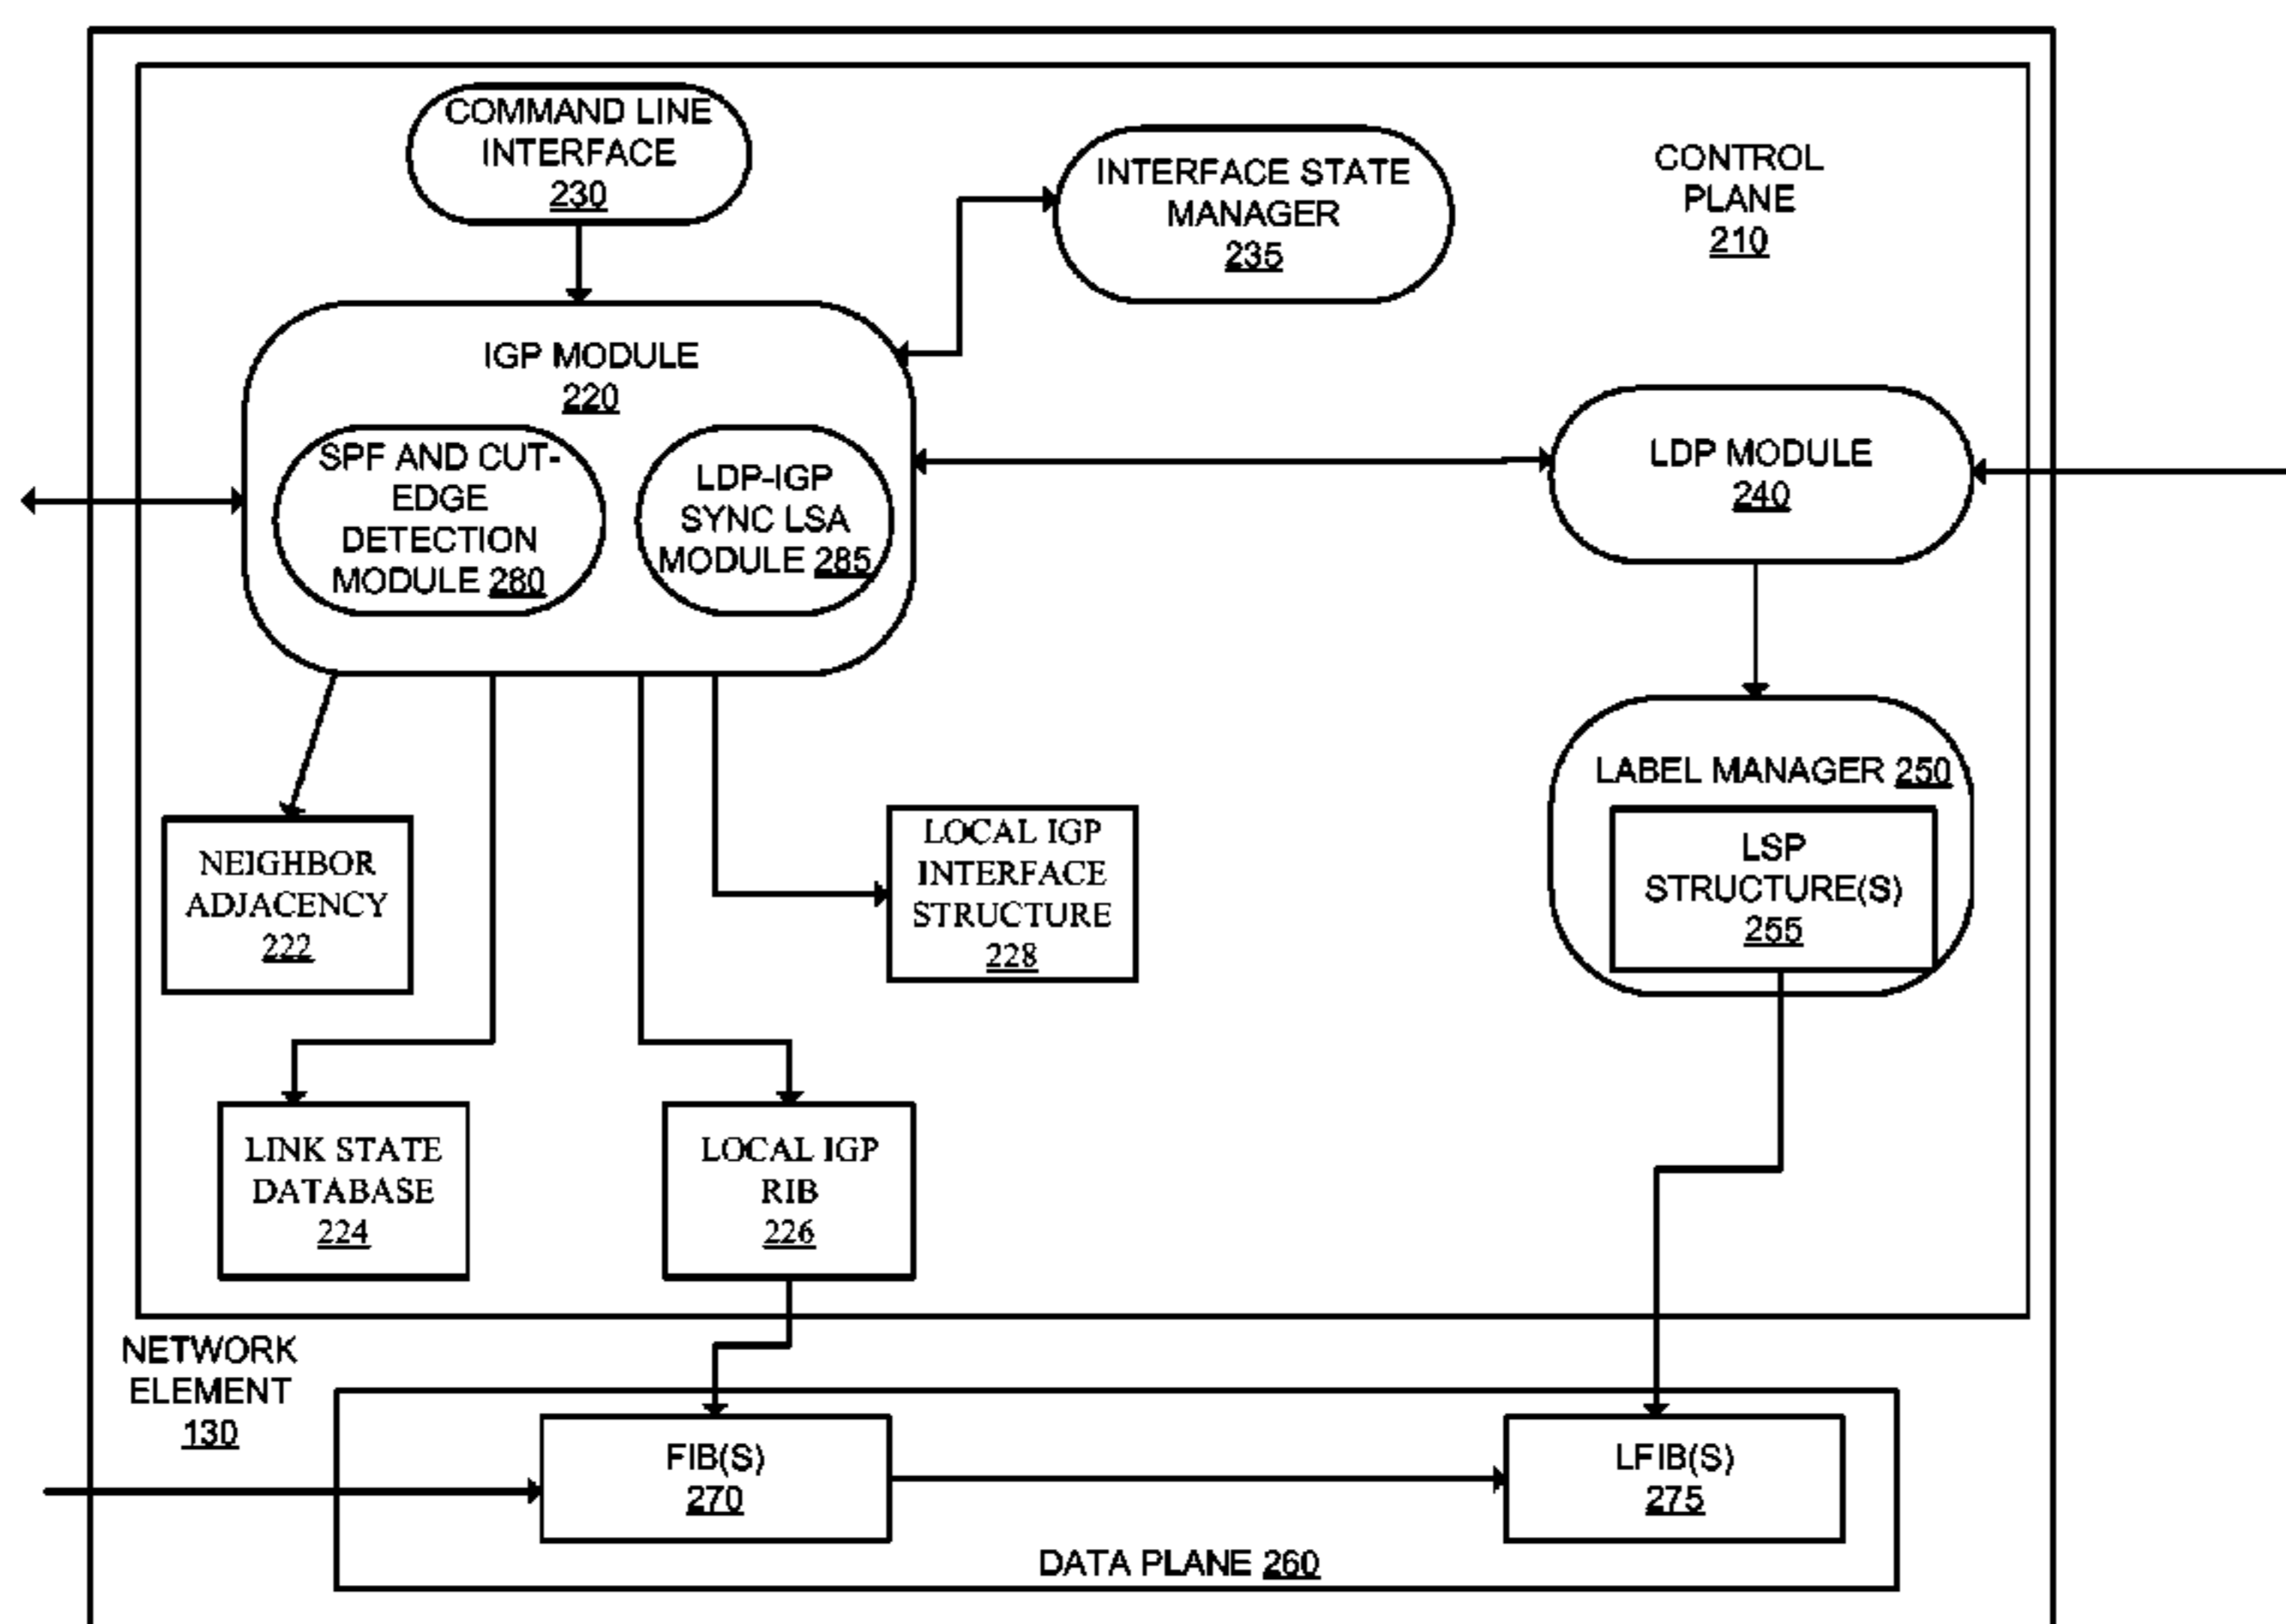 COMMAND LINE
INTERFACE
230
INTERFACE STATE
MANAGER
235
CONTROL
PLANE
210
IGP MODULE
220
SPF AND CUT-
EDGE
DETECTION
MODULE 280
LDP-IGP
SYNC LSA
MODULE 285
LDP MODULE
240
LABEL MANAGER 250
LSP
STRUCTURE(S)
255
NEIGHBOR
ADJACENCY
222
LOCAL IGP
INTERFACE
STRUCTURE
228
LINK STATE
DATABASE
224
LOCAL IGP
RIB
226
NETWORK
ELEMENT
130
FIB(S)
270
LFIB(S)
275
DATA PLANE 260